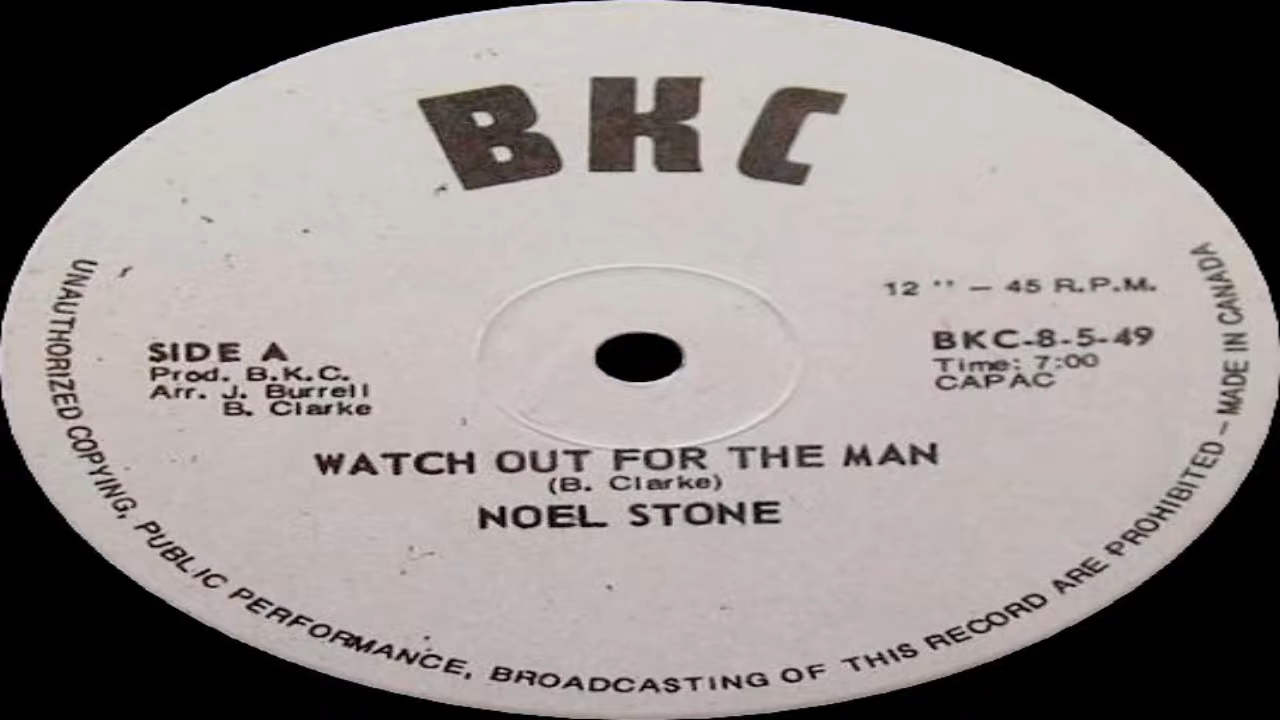 BKC
12 '' – 45 R.P.M.
BKC-8-5-49
Time: 7:00
CAPAC
SIDE A
Prod. B.K.C.
Arr. J. Burrell
B. Clarke
WATCH OUT FOR THE MAN
(B. Clarke)
NOEL STONE
UNAUTHORIZED COPYING, PUBLIC PERFORMANCE, BROADCASTING OF THIS RECORD ARE PROHIBITED – MADE IN CANADA